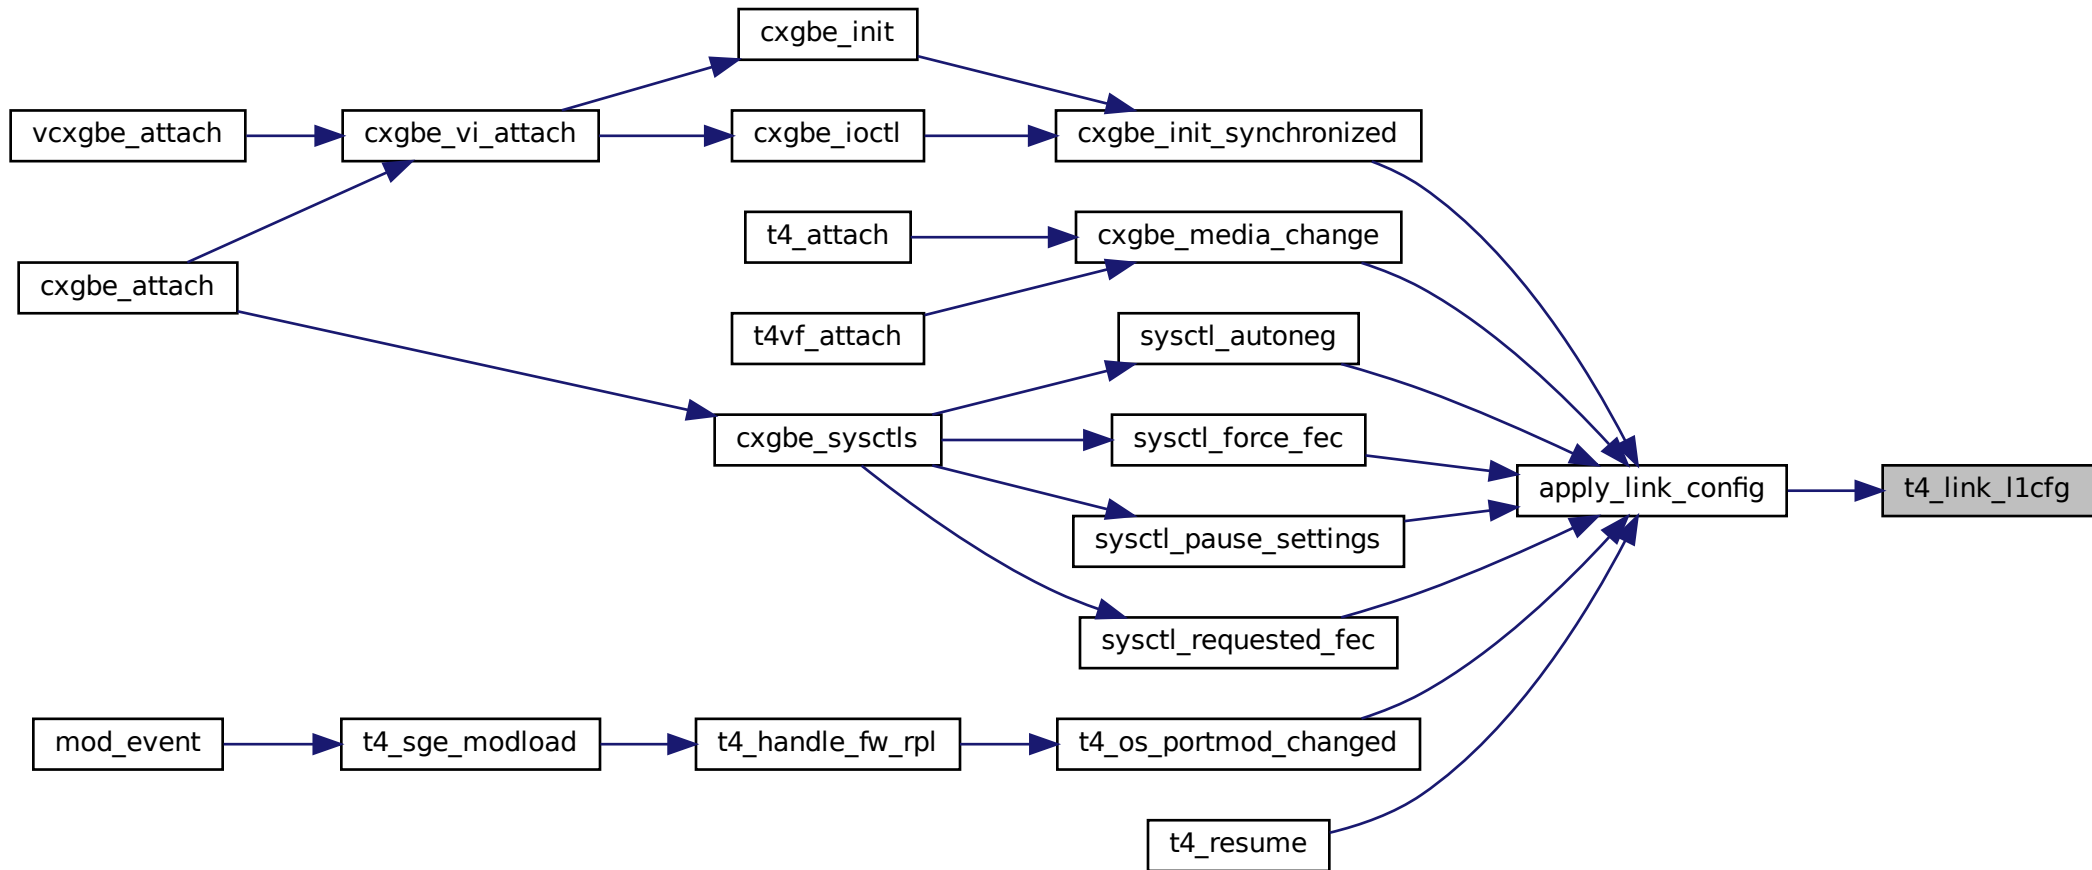 cxgbe_init
vcxgbe_attach
cxgbe_vi_attach
cxgbe_ioctl
cxgbe_init_synchronized
t4_attach
cxgbe_media_change
cxgbe_attach
t4vf_attach
sysctl_autoneg
cxgbe_sysctls
sysctl_force_fec
apply_link_config
t4_link_l1cfg
sysctl_pause_settings
sysctl_requested_fec
mod_event
t4_sge_modload
t4_handle_fw_rpl
t4_os_portmod_changed
t4_resume